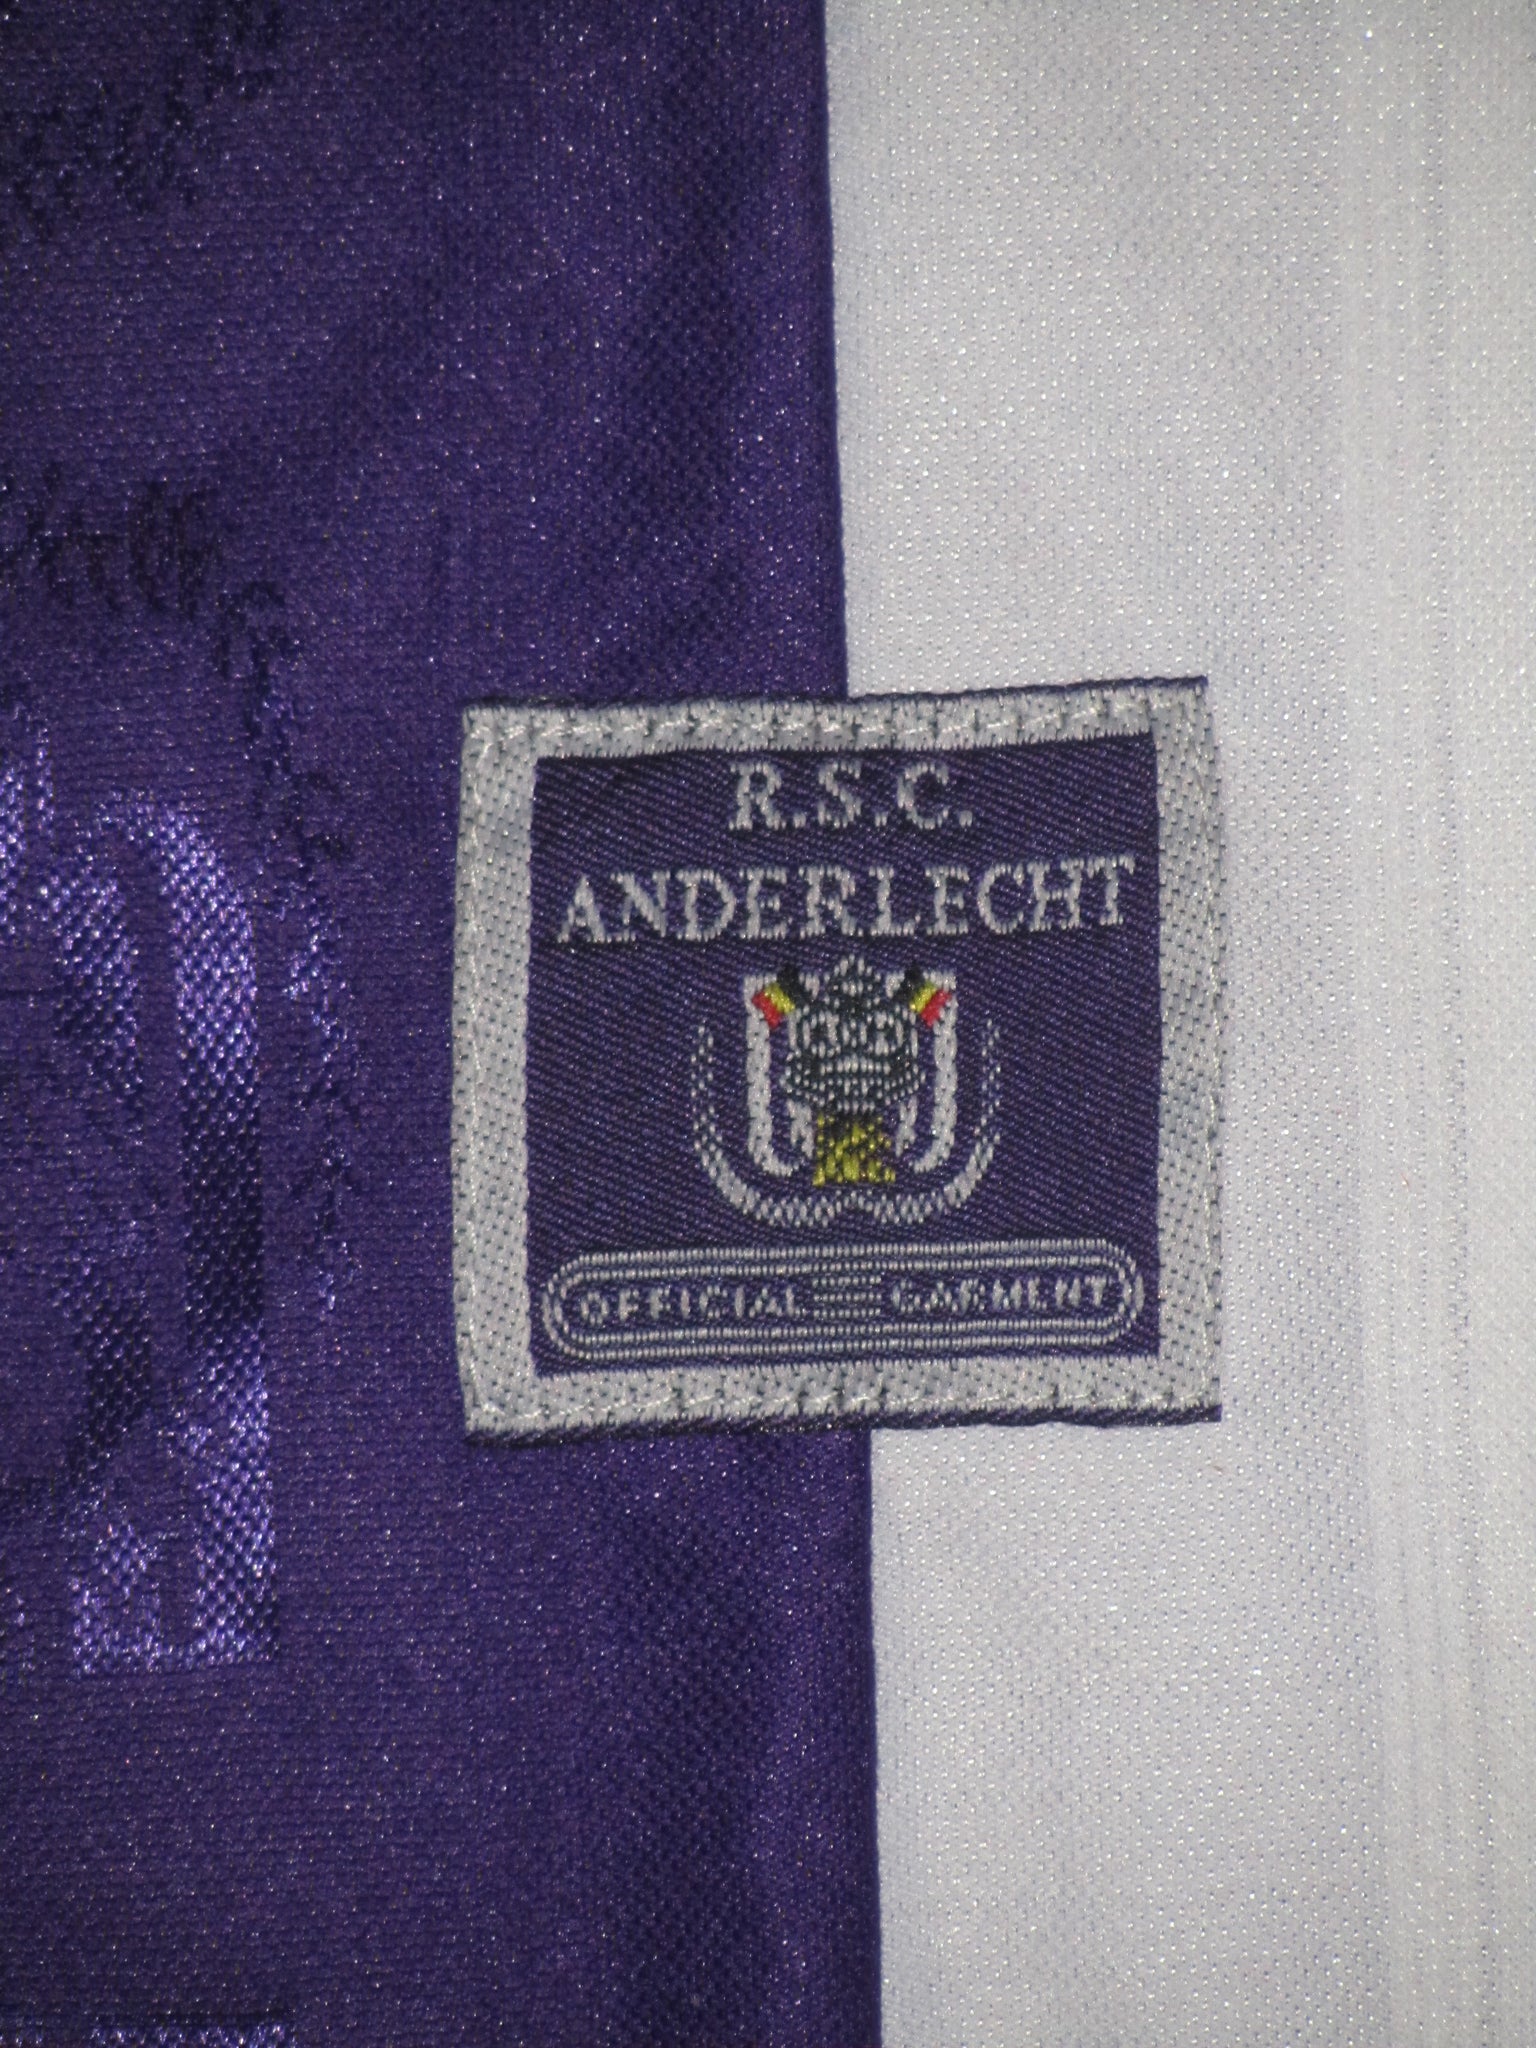 R.S.C.
ANDERLECHT
OFFICIAL GARMENT